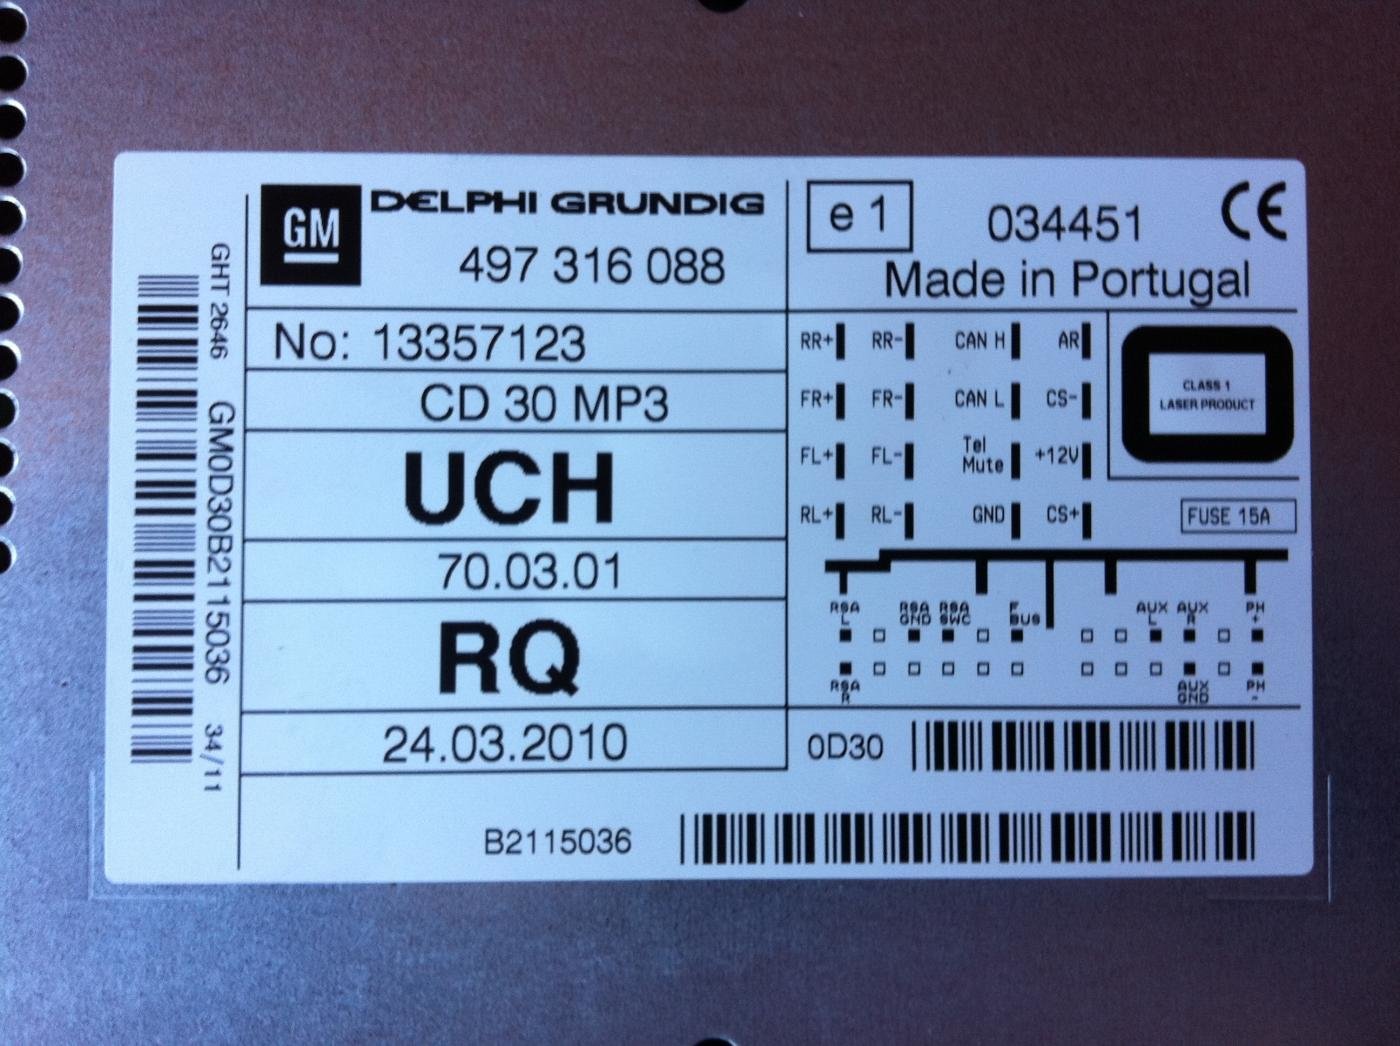 GHT 2646 GM0D30B2115036 34/11
GM
DELPHI GRUNDIG
497 316 088
No: 13357123
CD 30 MP3
UCH
70.03.01
RQ
24.03.2010
e 1
034451
CE
Made in Portugal
RR+ RR- CAN H AR
FR+ FR- CAN L CS-
FL+ FL- Tel Mute +12V
RL+ RL- GND CS+
CLASS 1
LASER PRODUCT
FUSE 15A
RSA L RSA GND RSA SWC F BUS AUX L AUX R PH +
RSA R AUX GND PH -
0D30
B2115036